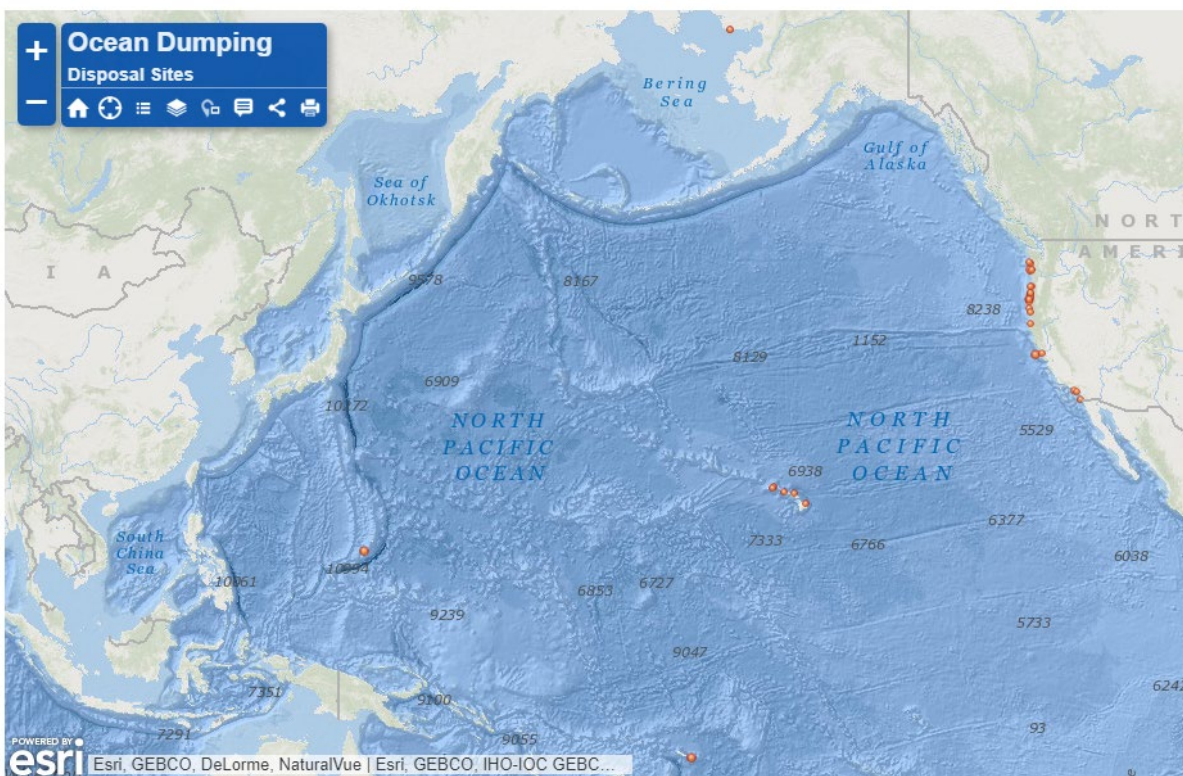 +
Ocean Dumping
Disposal Sites
−
Bering
Sea
Gulf of
Alaska
Sea of
Okhotsk
NORT
AMERI
I A
9578
8167
8238
8129
1152
6909
10272
NORTH
PACIFIC
OCEAN
NORTH
PACIFIC
OCEAN
5529
6938
South
China
Sea
7333
6766
6377
6038
10061
10994
6853
6727
9239
5733
9047
7351
9100
6242
7291
9055
93
POWERED BY
esri
Esri, GEBCO, DeLorme, NaturalVue | Esri, GEBCO, IHO-IOC GEBC...